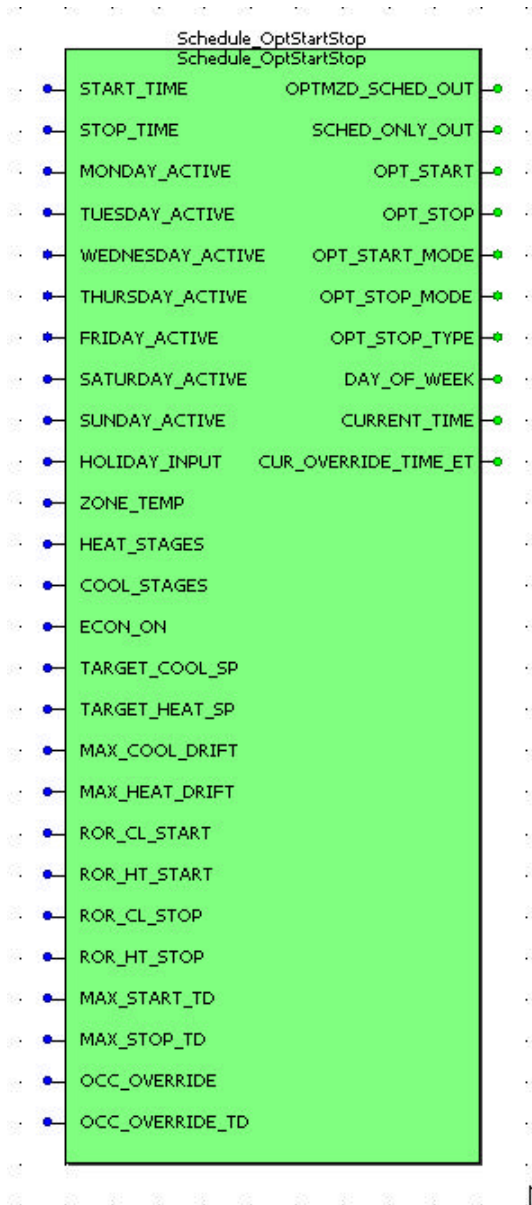 Schedule_OptStartStop
Schedule_OptStartStop
START_TIME OPTMZD_SCHED_OUT
STOP_TIME SCHED_ONLY_OUT
MONDAY_ACTIVE OPT_START
TUESDAY_ACTIVE OPT_STOP
WEDNESDAY_ACTIVE OPT_START_MODE
THURSDAY_ACTIVE OPT_STOP_MODE
FRIDAY_ACTIVE OPT_STOP_TYPE
SATURDAY_ACTIVE DAY_OF_WEEK
SUNDAY_ACTIVE CURRENT_TIME
HOLIDAY_INPUT CUR_OVERRIDE_TIME_ET
ZONE_TEMP
HEAT_STAGES
COOL_STAGES
ECON_ON
TARGET_COOL_SP
TARGET_HEAT_SP
MAX_COOL_DRIFT
MAX_HEAT_DRIFT
ROR_CL_START
ROR_HT_START
ROR_CL_STOP
ROR_HT_STOP
MAX_START_TD
MAX_STOP_TD
OCC_OVERRIDE
OCC_OVERRIDE_TD